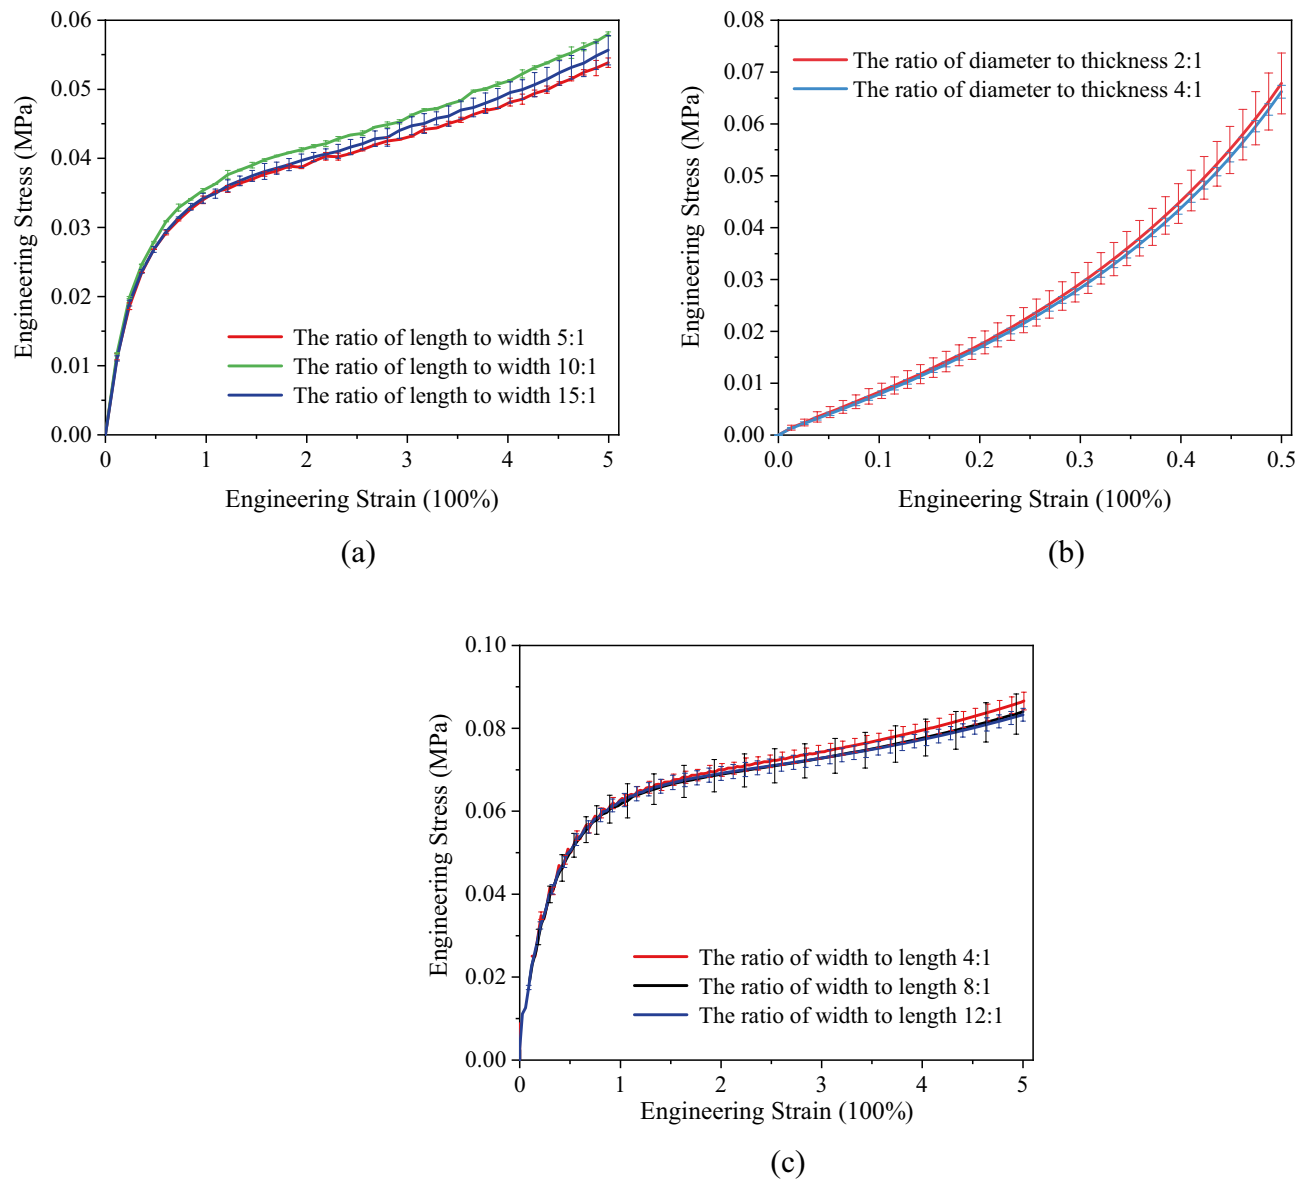 0.06
0.05
0.04
0.03
0.02
0.01
0.00
Engineering Stress (MPa)
The ratio of length to width 5:1
The ratio of length to width 10:1
The ratio of length to width 15:1
0 1 2 3 4 5
Engineering Strain (100%)
(a)
0.08
0.07
0.06
0.05
0.04
0.03
0.02
0.01
0.00
Engineering Stress (MPa)
The ratio of diameter to thickness 2:1
The ratio of diameter to thickness 4:1
0.0 0.1 0.2 0.3 0.4 0.5
Engineering Strain (100%)
(b)
0.10
0.08
0.06
0.04
0.02
0.00
Engineering Stress (MPa)
The ratio of width to length 4:1
The ratio of width to length 8:1
The ratio of width to length 12:1
0 1 2 3 4 5
Engineering Strain (100%)
(c)